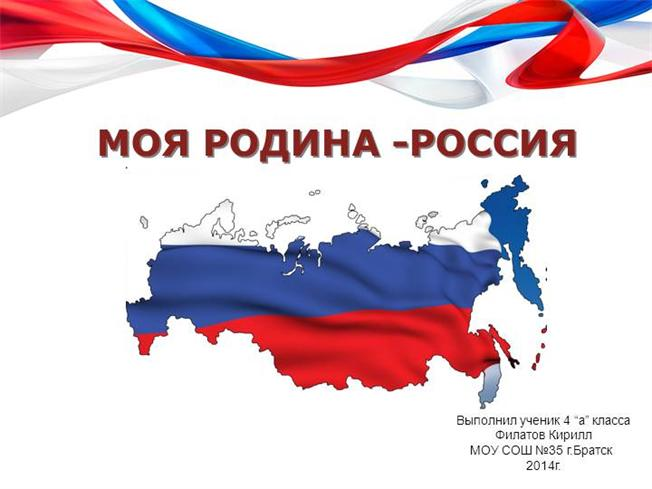 МОЯ РОДИНА -РОССИЯ
Выполнил ученик 4 “а” класса
Филатов Кирилл
МОУ СОШ №35 г.Братск
2014г.